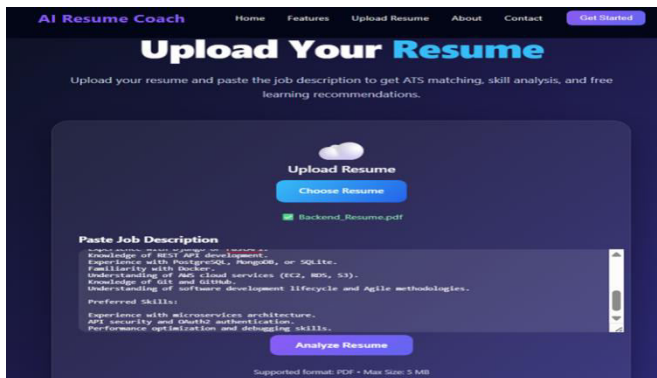 AI Resume Coach
Home Features Upload Resume About Contact Get Started
Upload Your Resume
Upload your resume and paste the job description to get ATS matching, skill analysis, and free
learning recommendations.
Upload Resume
Choose Resume
Backend_Resume.pdf
Paste Job Description
Experience with Django or FastAPI.
Knowledge of REST API development.
Experience with PostgreSQL, MongoDB, or SQLite.
Familiarity with Docker.
Understanding of AWS cloud services (EC2, RDS, S3).
Knowledge of Git and GitHub.
Understanding of software development lifecycle and Agile methodologies.
Preferred Skills:
Experience with microservices architecture.
API security and OAuth2 authentication.
Performance optimization and debugging skills.
Analyze Resume
Supported format: PDF • Max Size: 5 MB